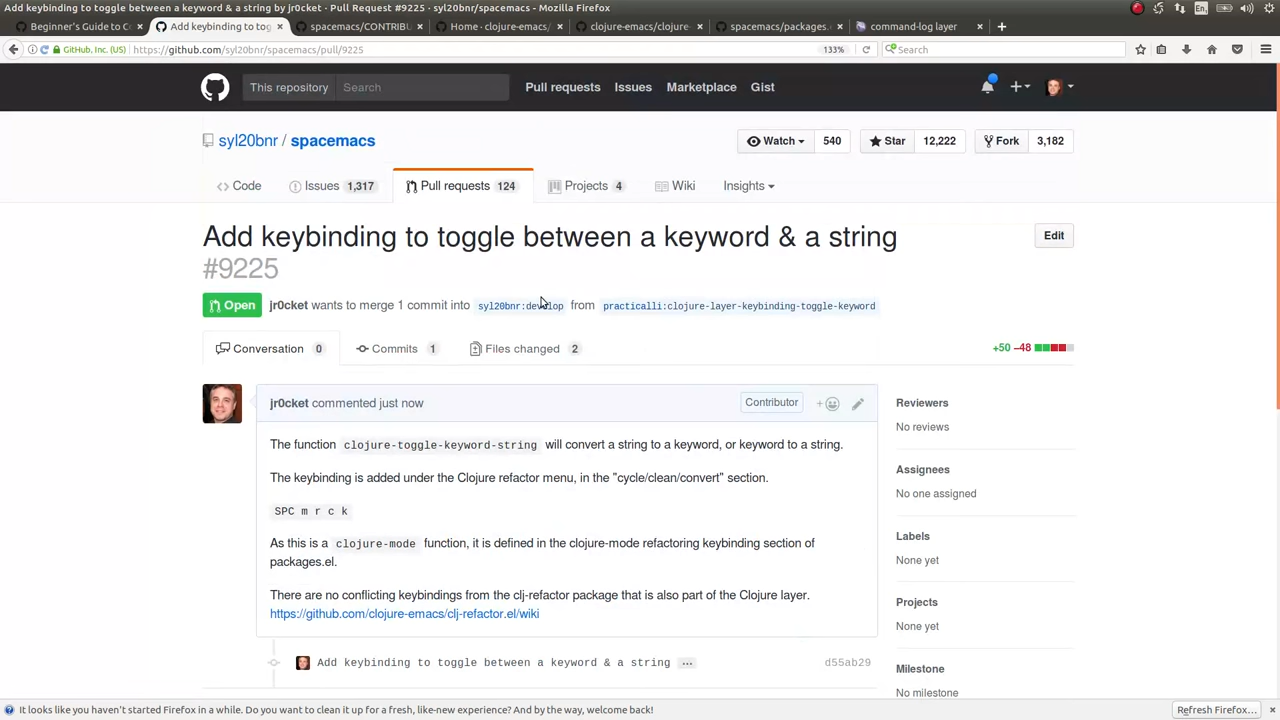 Add keybinding to toggle between a keyword & a string by jr0cket · Pull Request #9225 · syl20bnr/spacemacs - Mozilla Firefox
En
Beginner's Guide to C
Add keybinding to tog
spacemacs/CONTRIBU
Home · clojure-emacs/
clojure-emacs/clojure-
spacemacs/packages.
command-log layer
GitHub, Inc. (US)
https://github.com/syl20bnr/spacemacs/pull/9225
133%
Search
This repository
Search
Pull requests
Issues
Marketplace
Gist
syl20bnr / spacemacs
Watch 540
Star 12,222
Fork 3,182
Code
Issues 1,317
Pull requests 124
Projects 4
Wiki
Insights
Add keybinding to toggle between a keyword & a string
#9225
Edit
Open
jr0cket wants to merge 1 commit into syl20bnr:develop from practicalli:clojure-layer-keybinding-toggle-keyword
Conversation 0
Commits 1
Files changed 2
+50 −48
jr0cket commented just now
Contributor
The function clojure-toggle-keyword-string will convert a string to a keyword, or keyword to a string.
The keybinding is added under the Clojure refactor menu, in the "cycle/clean/convert" section.
SPC m r c k
As this is a clojure-mode function, it is defined in the clojure-mode refactoring keybinding section of
packages.el.
There are no conflicting keybindings from the clj-refactor package that is also part of the Clojure layer.
https://github.com/clojure-emacs/clj-refactor.el/wiki
Add keybinding to toggle between a keyword & a string ...
d55ab29
Reviewers
No reviews
Assignees
No one assigned
Labels
None yet
Projects
None yet
Milestone
No milestone
It looks like you haven't started Firefox in a while. Do you want to clean it up for a fresh, like-new experience? And by the way, welcome back!
Refresh Firefox...